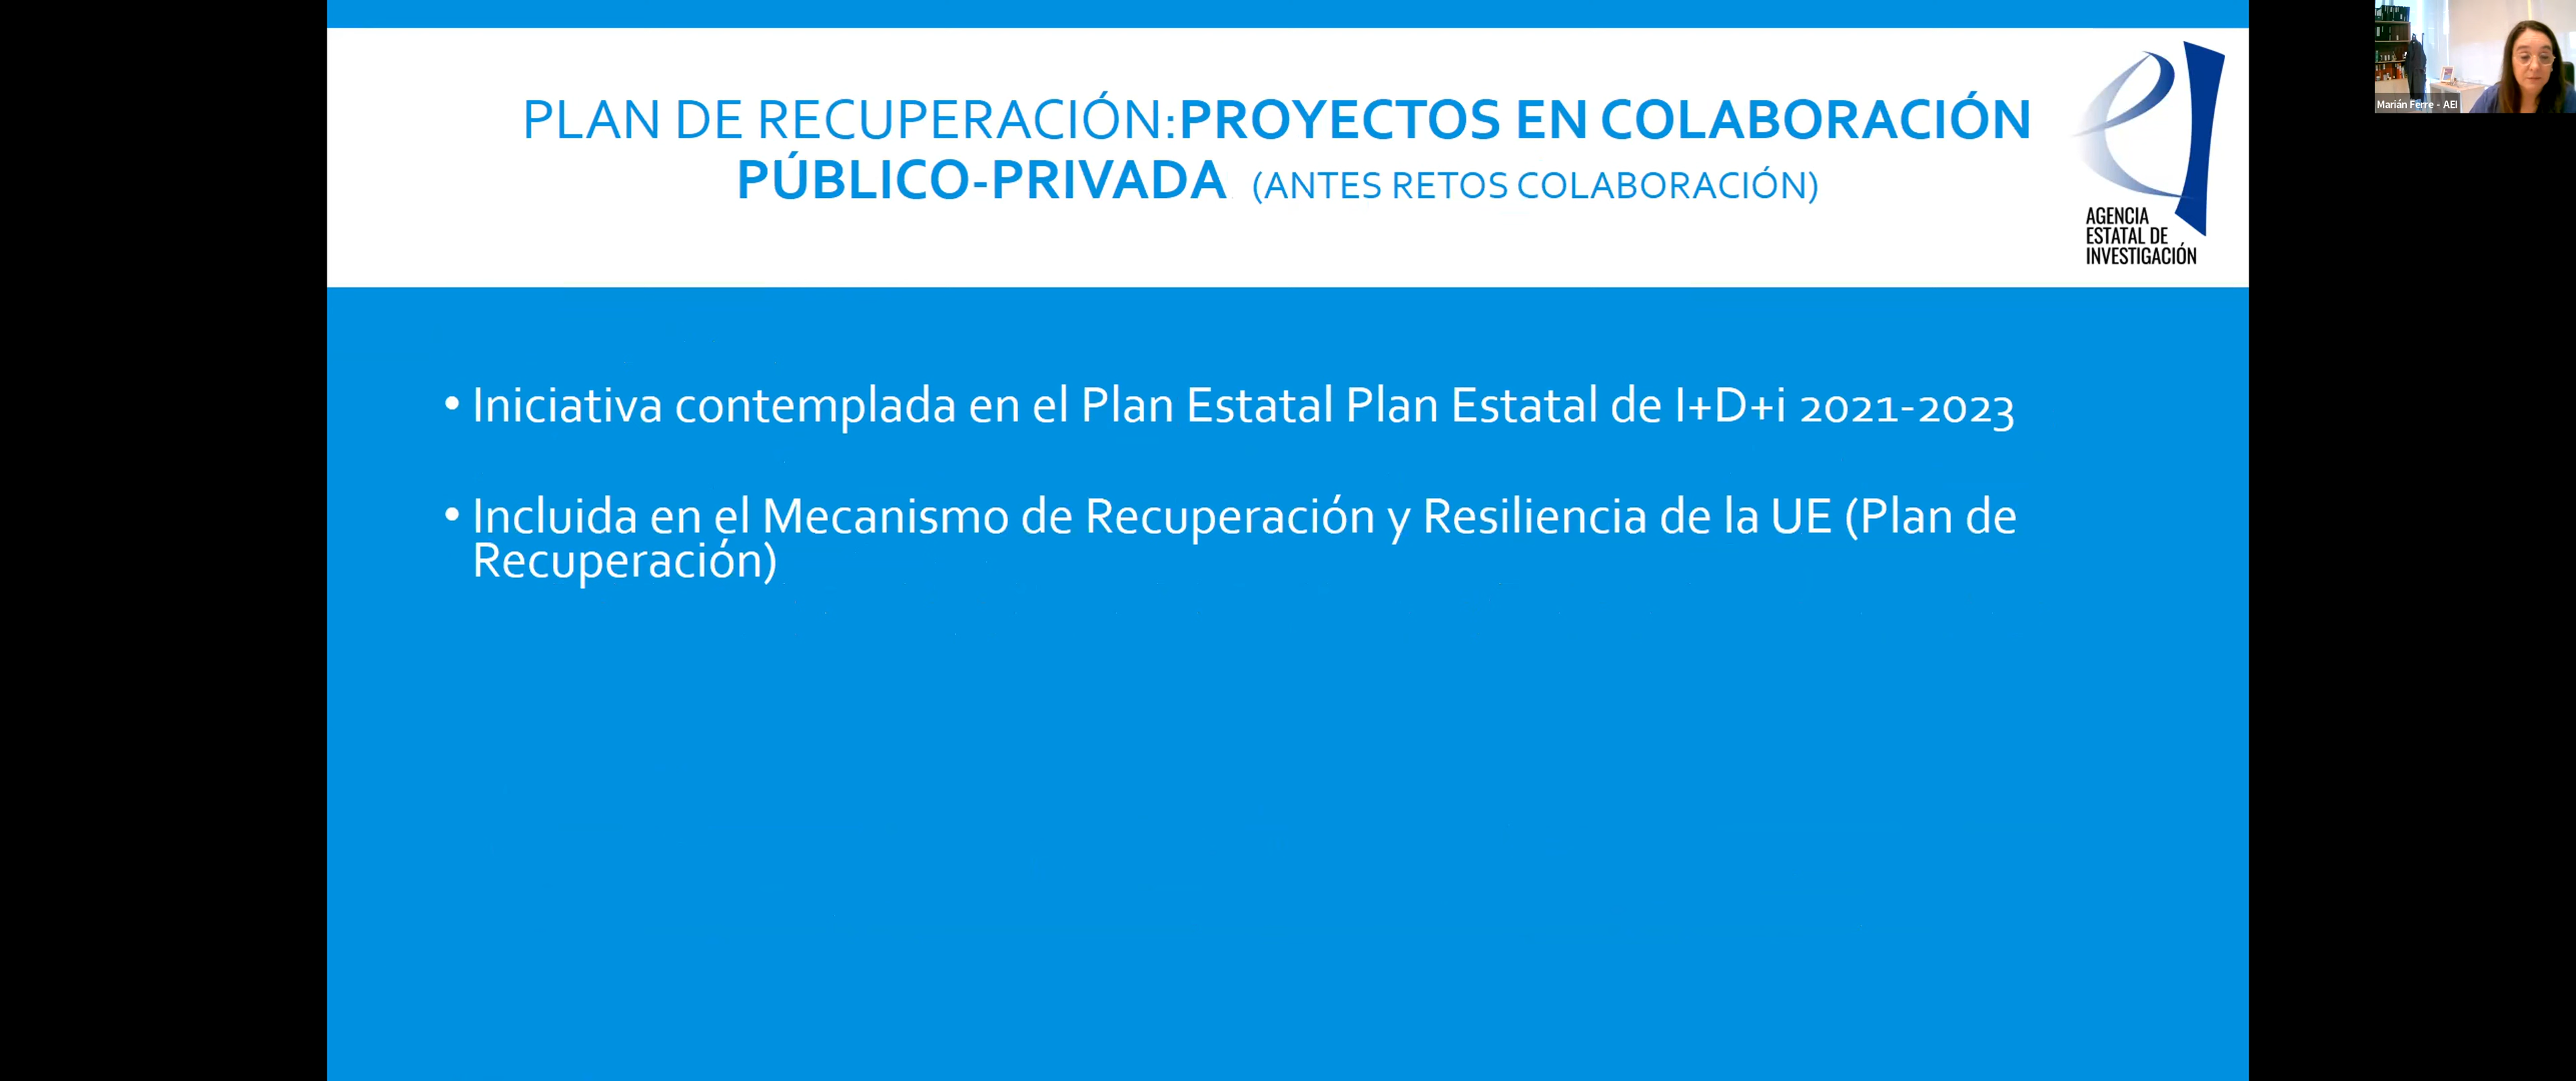 PLAN DE RECUPERACIÓN:PROYECTOS EN COLABORACIÓN
PÚBLICO-PRIVADA (ANTES RETOS COLABORACIÓN)
AGENCIA
ESTATAL DE
INVESTIGACIÓN
Marián Ferre - AEI
• Iniciativa contemplada en el Plan Estatal Plan Estatal de I+D+i 2021-2023
• Incluida en el Mecanismo de Recuperación y Resiliencia de la UE (Plan de
Recuperación)